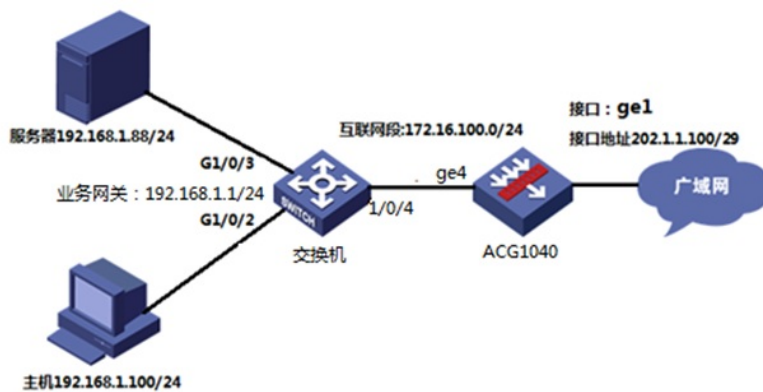 服务器192.168.1.88/24
互联网段:172.16.100.0/24
接口：ge1
接口地址202.1.1.100/29
G1/0/3
业务网关：192.168.1.1/24
ge4
广域网
G1/0/2
SWITCH
1/0/4
交换机
ACG1040
主机192.168.1.100/24